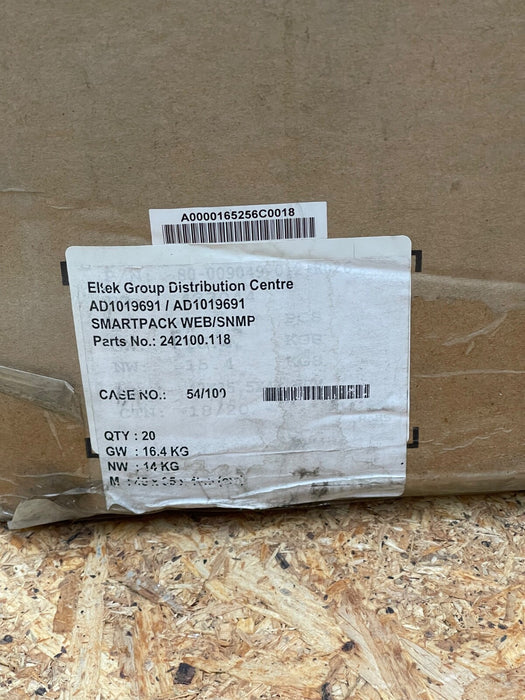 A0000165256C0018
Eltek Group Distribution Centre
AD1019691 / AD1019691
SMARTPACK WEB/SNMP
Parts No.: 242100.118
CASE NO.: 54/100
QTY : 20
GW : 16.4 KG
NW : 14 KG
M :